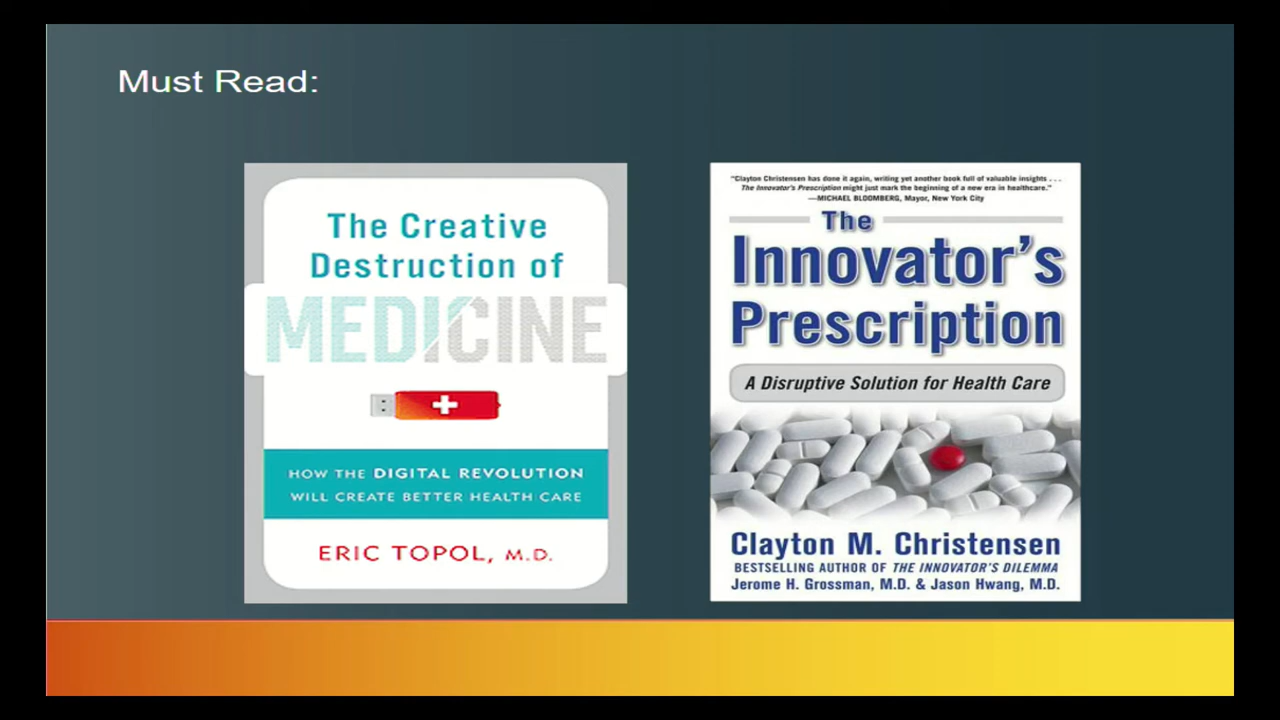 Must Read:
The Creative
Destruction of
MEDICINE
HOW THE DIGITAL REVOLUTION
WILL CREATE BETTER HEALTH CARE
ERIC TOPOL, M.D.
“Clayton Christensen has done it again, writing yet another book full of valuable insights . . .
The Innovator’s Prescription might just mark the beginning of a new era in healthcare.”
—MICHAEL BLOOMBERG, Mayor, New York City
The
Innovator’s
Prescription
A Disruptive Solution for Health Care
Clayton M. Christensen
BESTSELLING AUTHOR OF THE INNOVATOR’S DILEMMA
Jerome H. Grossman, M.D. & Jason Hwang, M.D.